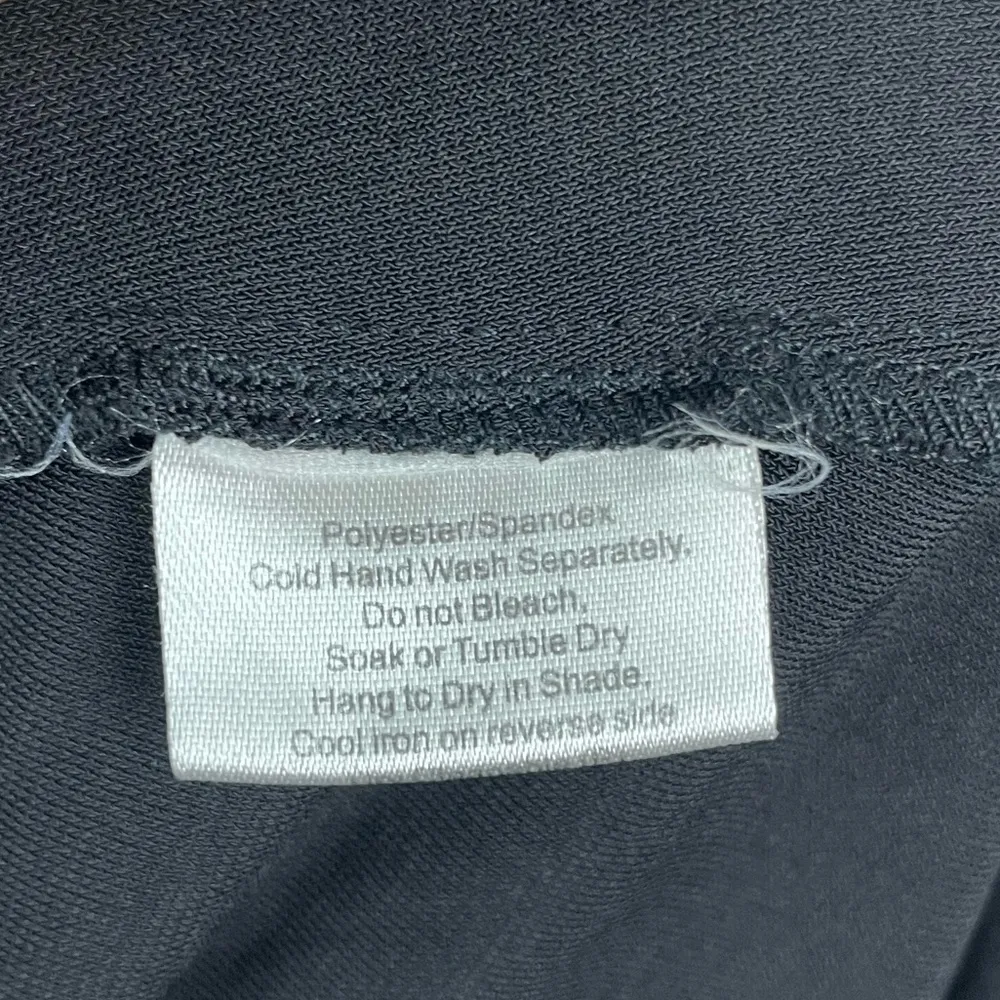 Polyester/Spandex
Cold Hand Wash Separately.
Do not Bleach,
Soak or Tumble Dry
Hang to Dry in Shade.
Cool iron on reverse side